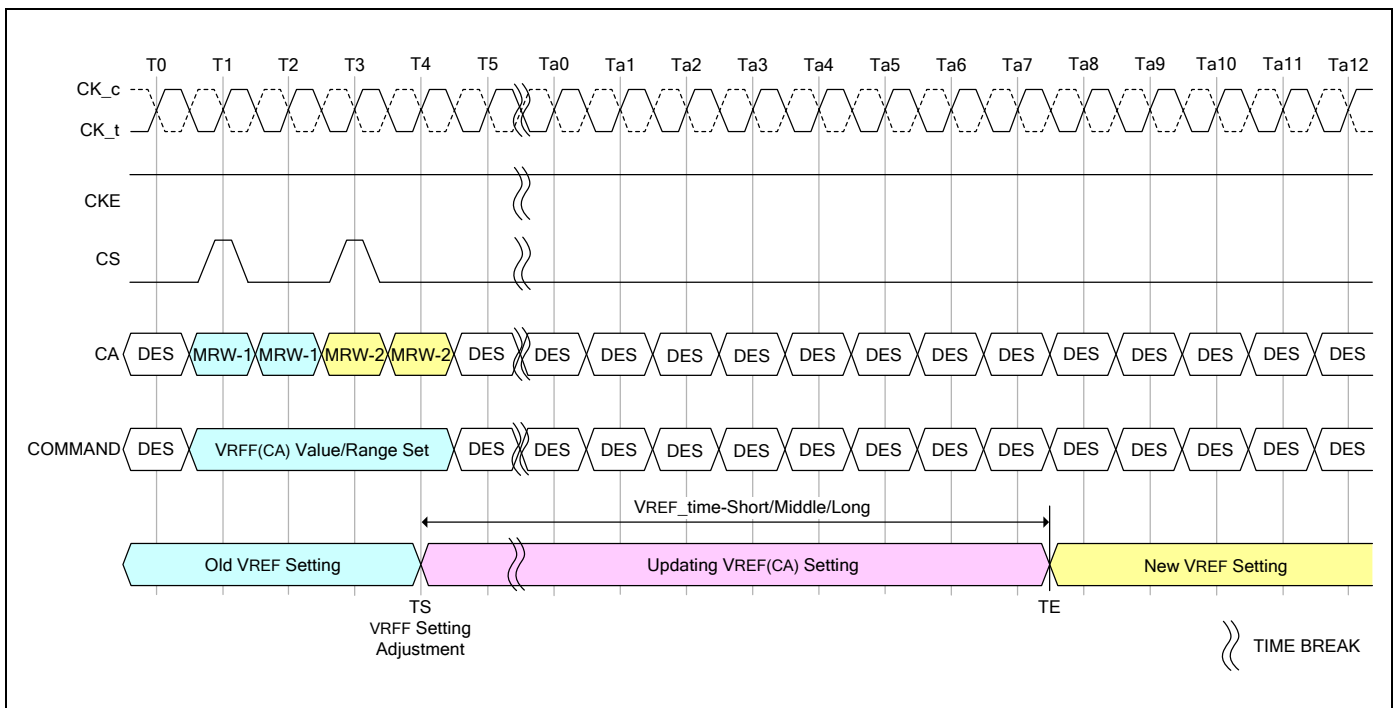 T0 T1 T2 T3 T4 T5 Ta0 Ta1 Ta2 Ta3 Ta4 Ta5 Ta6 Ta7 Ta8 Ta9 Ta10 Ta11 Ta12
CK_c
CK_t
CKE
CS
CA DES MRW-1 MRW-1 MRW-2 MRW-2 DES DES DES DES DES DES DES DES DES DES DES DES DES DES
COMMAND DES VRFF(CA) Value/Range Set DES DES DES DES DES DES DES DES DES DES DES DES DES DES
VREF_time-Short/Middle/Long
Old VREF Setting Updating VREF(CA) Setting New VREF Setting
TS TE
VRFF Setting
Adjustment
TIME BREAK